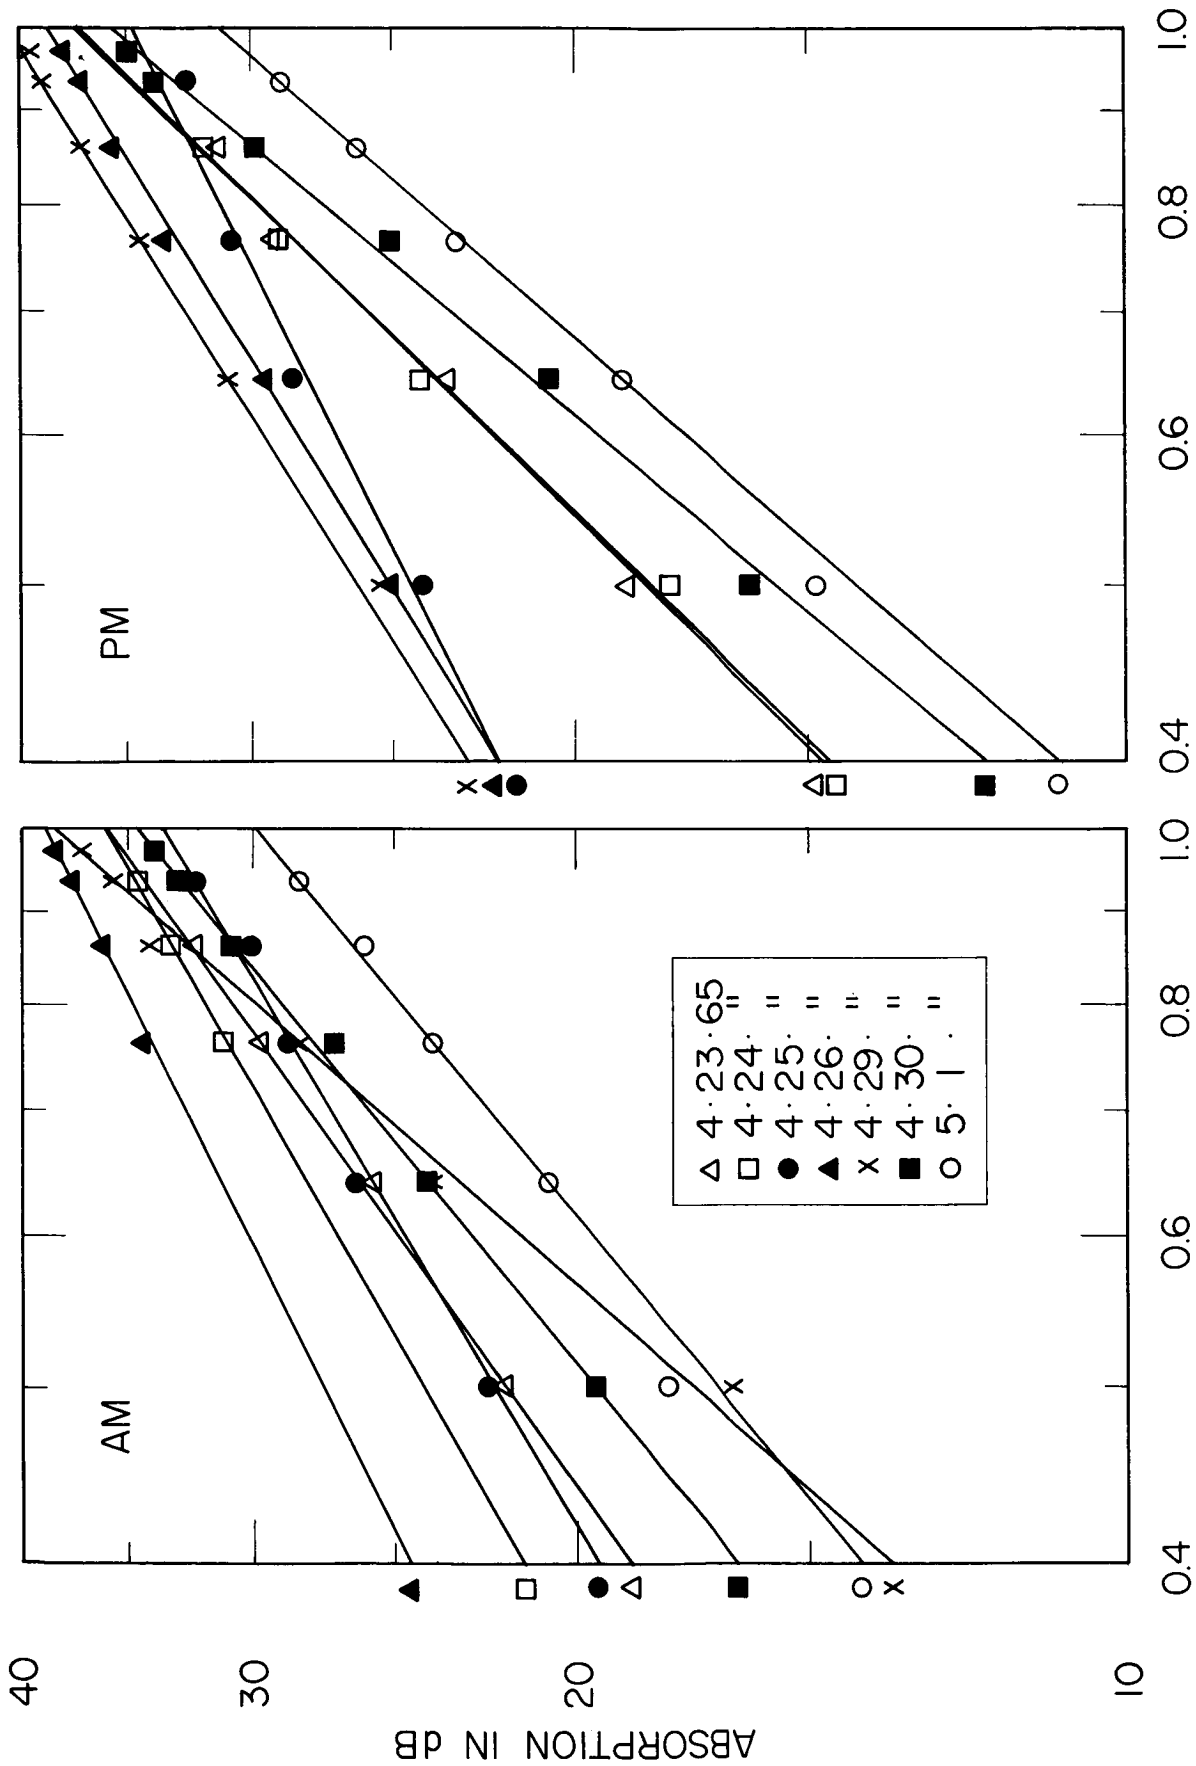 AM
PM
ABSORPTION IN dB
40
30
20
10
△ 4·23·65
□ 4·24· "
● 4·25· "
▲ 4·26· "
x 4·29· "
■ 4·30· "
○ 5·1· "
0.4
0.6
0.8
1.0
0.4
0.6
0.8
1.0